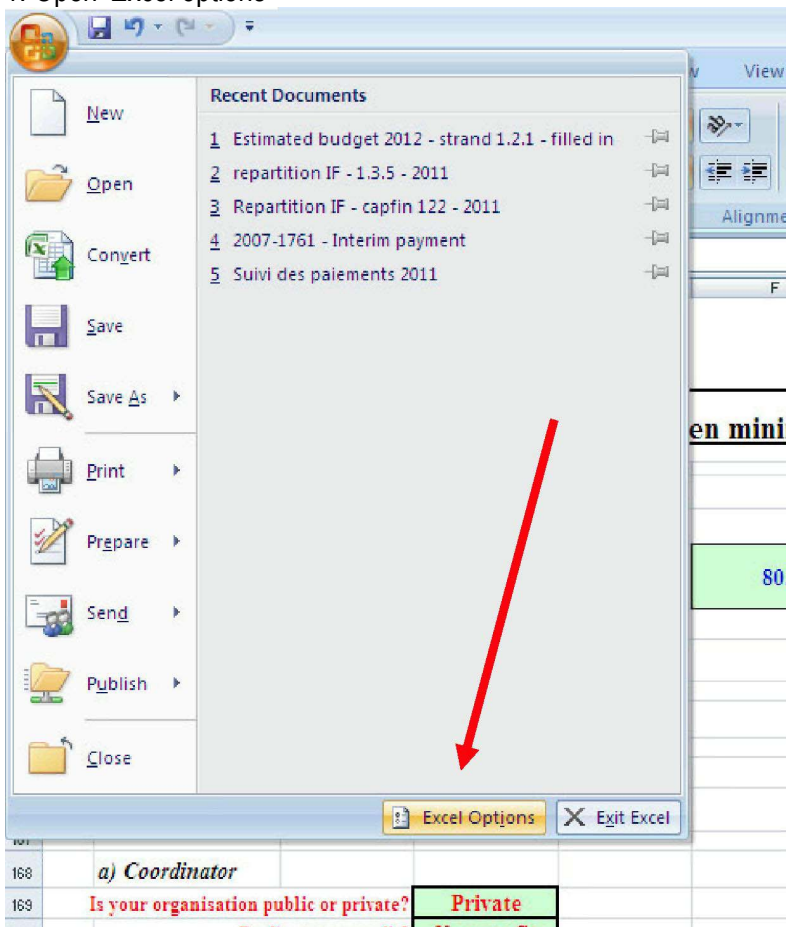 1. Open "Excel options"
View
New
Open
Convert
Save
Save As
Print
Prepare
Send
Publish
Close
Recent Documents
1 Estimated budget 2012 - strand 1.2.1 - filled in
2 repartition IF - 1.3.5 - 2011
3 Repartition IF - capfin 122 - 2011
4 2007-1761 - Interim payment
5 Suivi des paiements 2011
Excel Options
Exit Excel
Alignme
F
en mini
80
168 a) Coordinator
169 Is your organisation public or private? Private